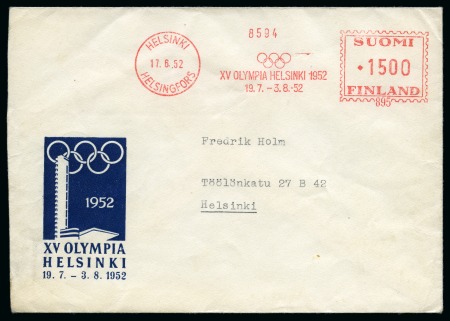 HELSINKI
17.6.52
HELSINGFORS
8594
XV OLYMPIA HELSINKI 1952
19.7.–3.8.52
SUOMI
1500
FINLAND
895
Fredrik Holm
Töölönkatu 27 B 42
Helsinki
1952
XV OLYMPIA
HELSINKI
19. 7. – 3. 8. 1952